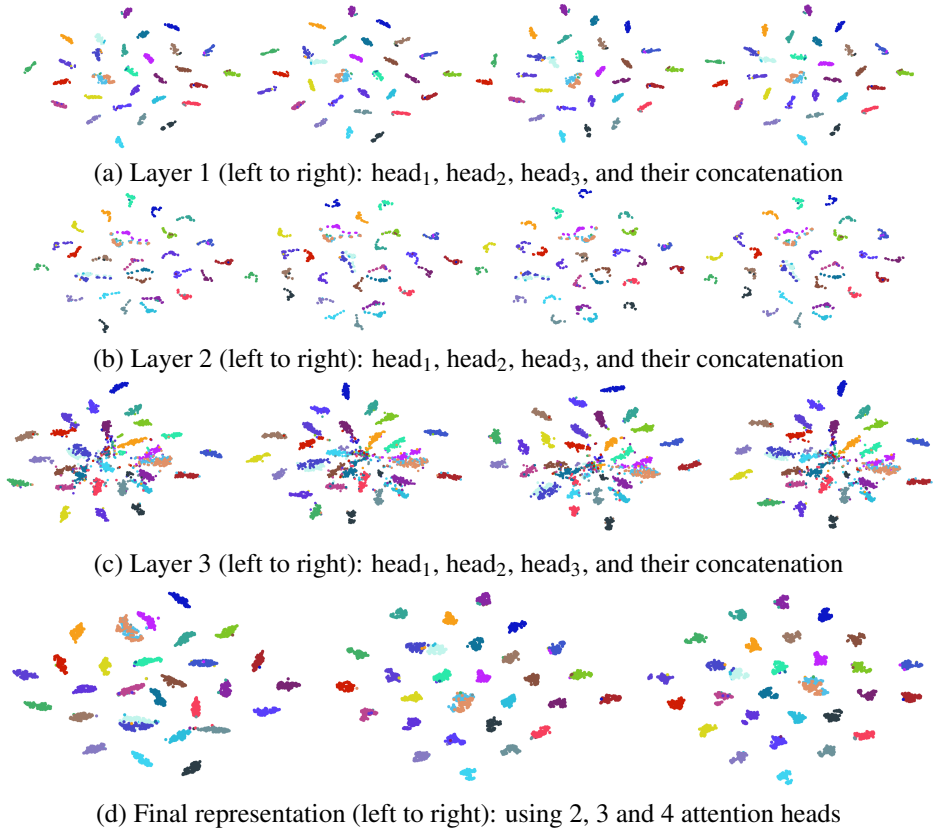 (a) Layer 1 (left to right): head₁, head₂, head₃, and their concatenation
(b) Layer 2 (left to right): head₁, head₂, head₃, and their concatenation
(c) Layer 3 (left to right): head₁, head₂, head₃, and their concatenation
(d) Final representation (left to right): using 2, 3 and 4 attention heads